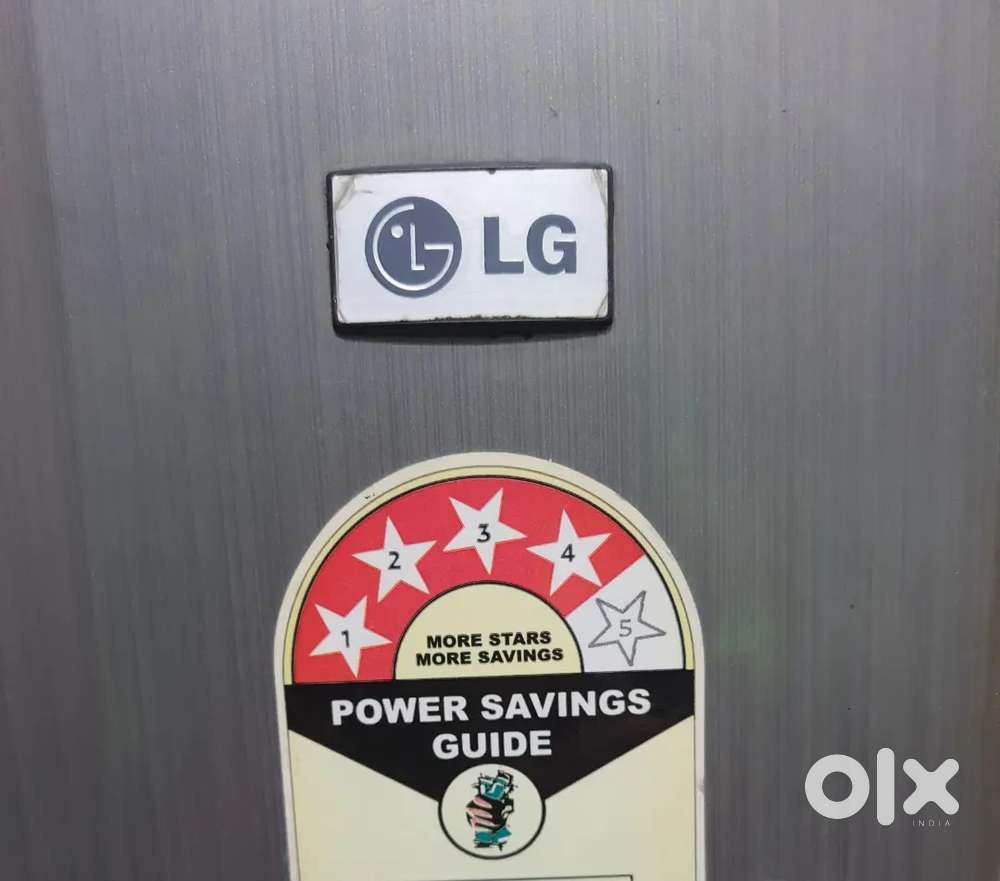 LG
1
2
3
4
5
MORE STARS
MORE SAVINGS
POWER SAVINGS
GUIDE
olx
INDIA